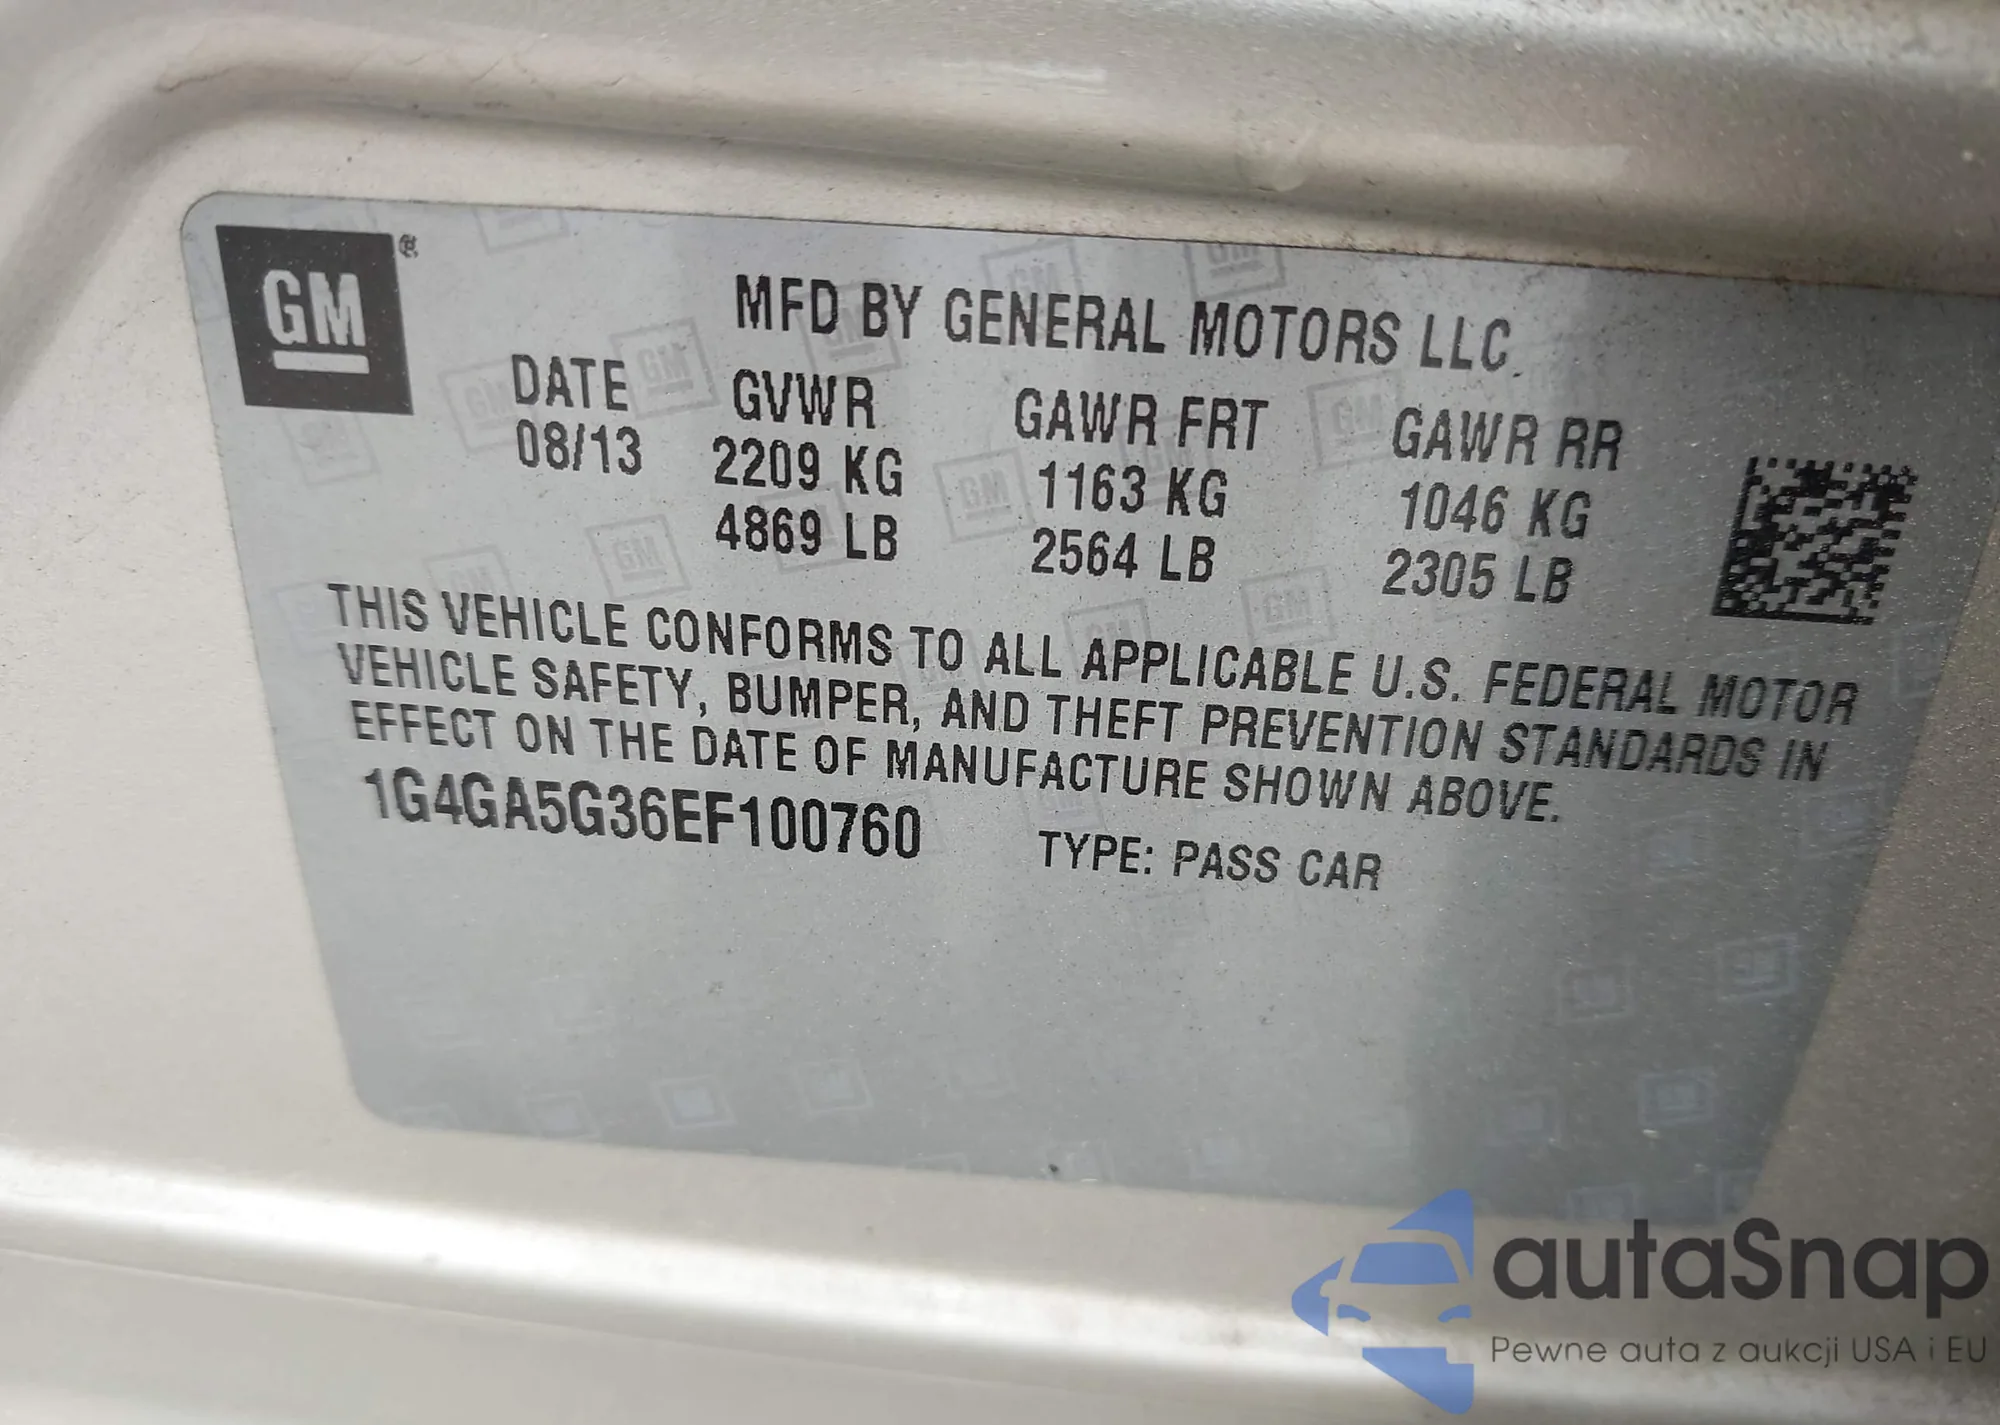 GM®
MFD BY GENERAL MOTORS LLC
DATE GVWR GAWR FRT GAWR RR
08/13 2209 KG 1163 KG 1046 KG
4869 LB 2564 LB 2305 LB
THIS VEHICLE CONFORMS TO ALL APPLICABLE U.S. FEDERAL MOTOR
VEHICLE SAFETY, BUMPER, AND THEFT PREVENTION STANDARDS IN
EFFECT ON THE DATE OF MANUFACTURE SHOWN ABOVE.
1G4GA5G36EF100760 TYPE: PASS CAR
autaSnap
Pewne auta z aukcji USA i EU